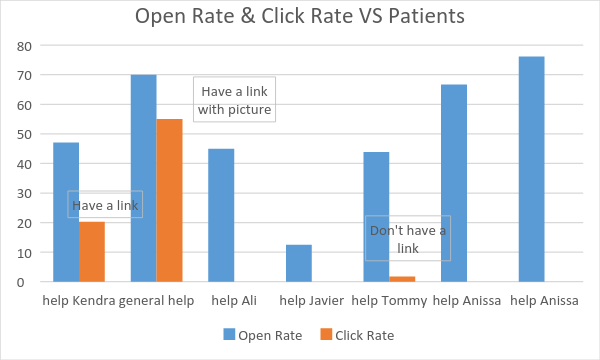 Open Rate & Click Rate VS Patients
80
70
60
50
40
30
20
10
0
Have a link
with picture
Have a link
Don't have a
link
help Kendra general help help Ali help Javier help Tommy help Anissa help Anissa
Open Rate Click Rate